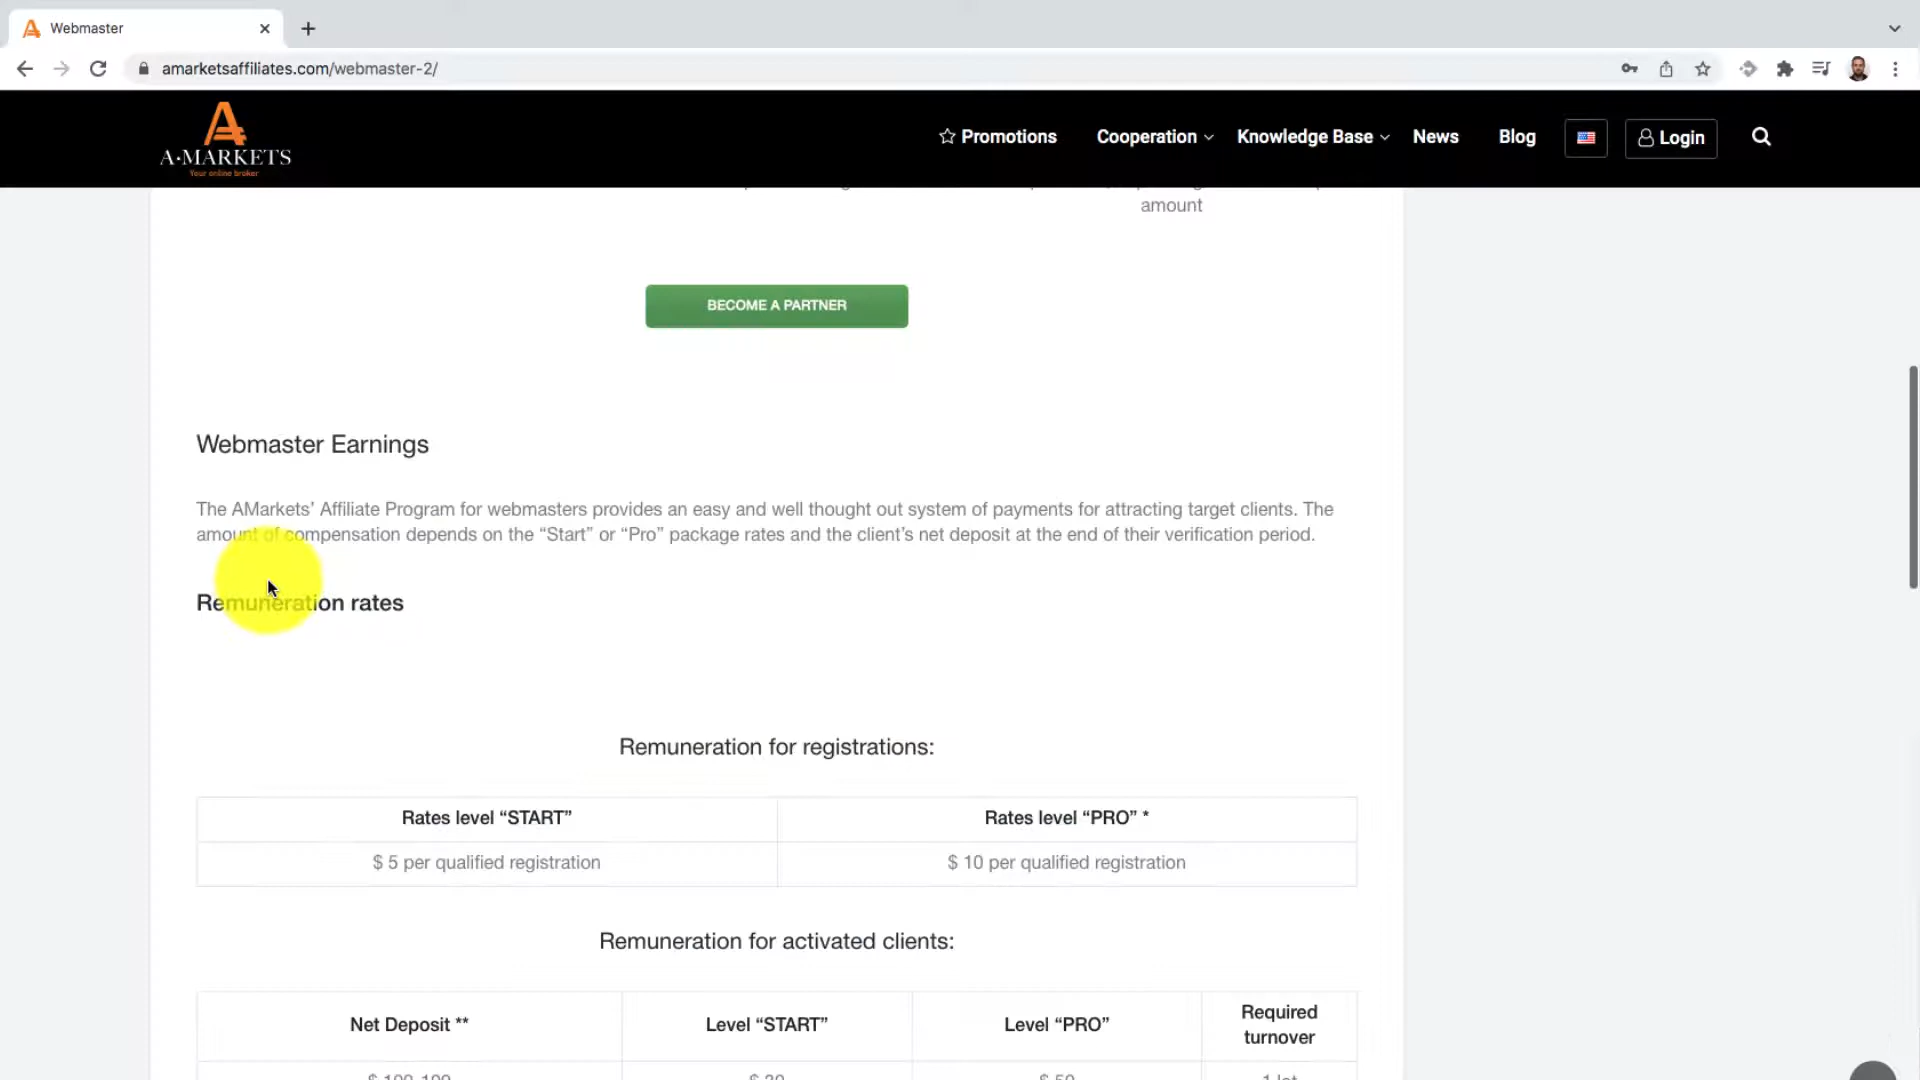 Webmaster
amarketsaffiliates.com/webmaster-2/
A·MARKETS
Your online broker
Promotions
Cooperation
Knowledge Base
News
Blog
Login
amount
BECOME A PARTNER
Webmaster Earnings
The AMarkets’ Affiliate Program for webmasters provides an easy and well thought out system of payments for attracting target clients. The
amount of compensation depends on the “Start” or “Pro” package rates and the client’s net deposit at the end of their verification period.
Remuneration rates
Remuneration for registrations:
Rates level “START”
Rates level “PRO” *
$ 5 per qualified registration
$ 10 per qualified registration
Remuneration for activated clients:
Net Deposit **
Level “START”
Level “PRO”
Required
turnover